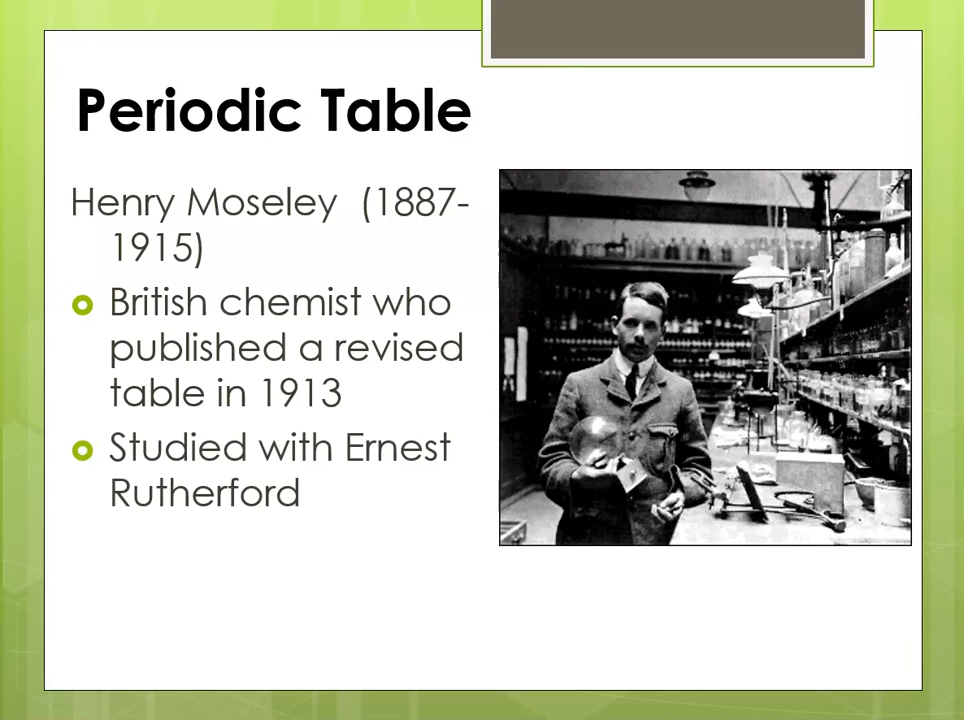 Periodic Table
Henry Moseley (1887-
1915)
British chemist who
published a revised
table in 1913
Studied with Ernest
Rutherford